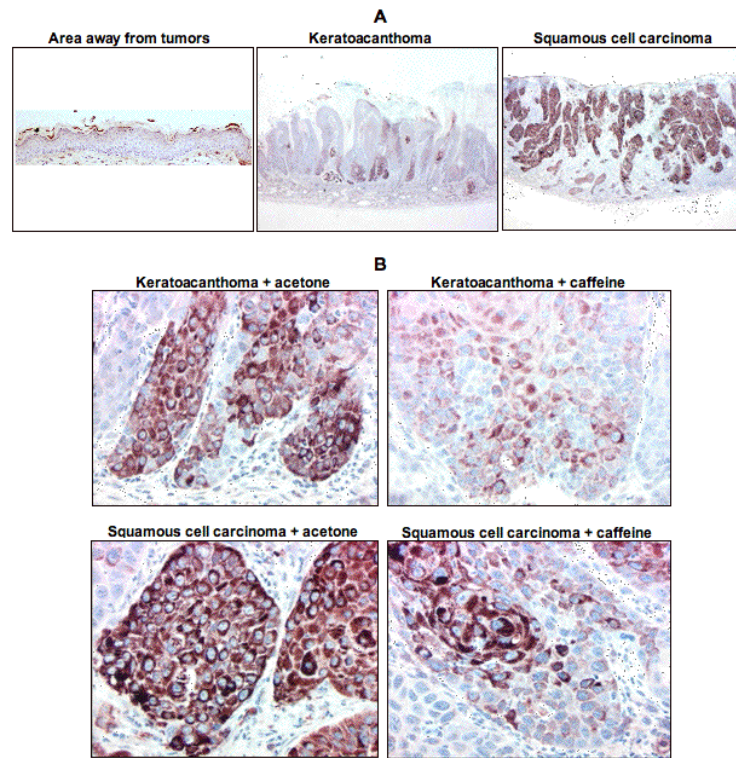 A
Area away from tumors
Keratoacanthoma
Squamous cell carcinoma
B
Keratoacanthoma + acetone
Keratoacanthoma + caffeine
Squamous cell carcinoma + acetone
Squamous cell carcinoma + caffeine